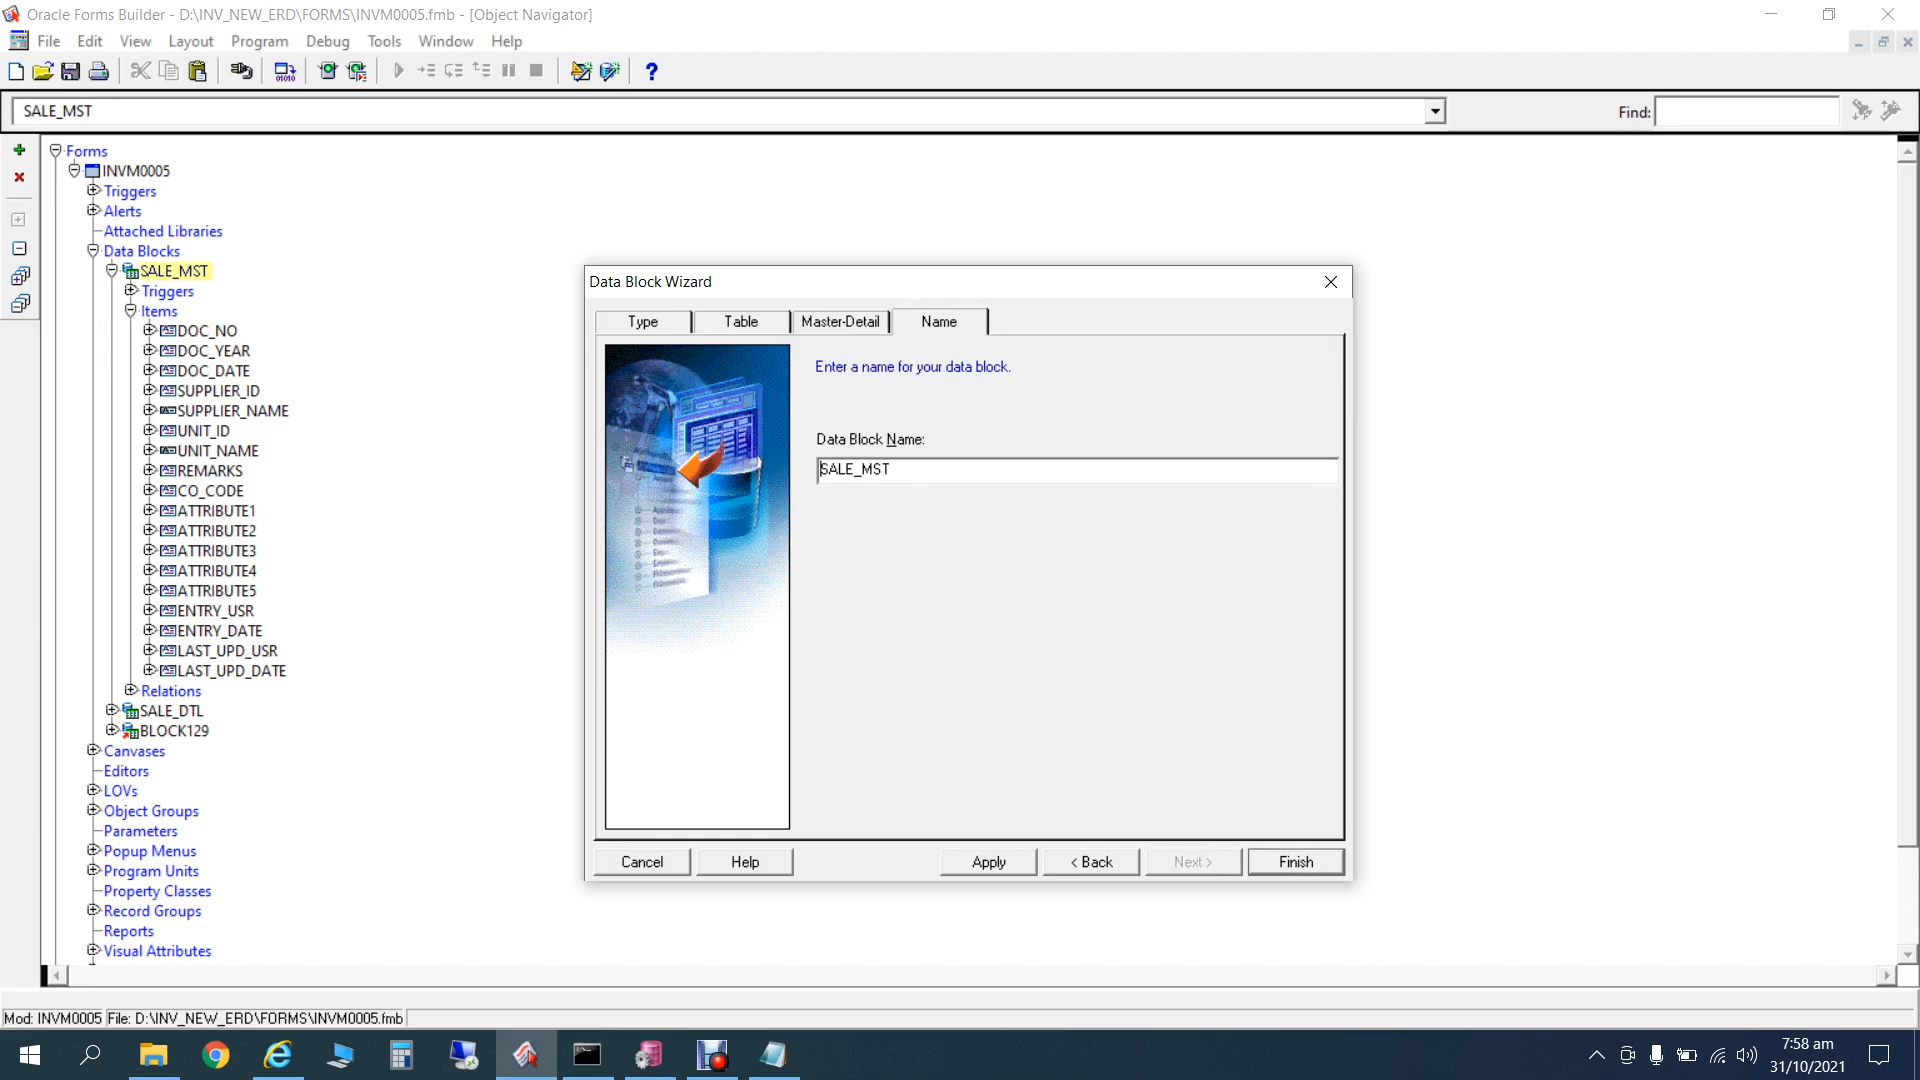 Oracle Forms Builder - D:\INV_NEW_ERD\FORMS\INVM0005.fmb - [Object Navigator]
File Edit View Layout Program Debug Tools Window Help
SALE_MST
Find:
Forms
INVM0005
Triggers
Alerts
Attached Libraries
Data Blocks
SALE_MST
Triggers
Items
DOC_NO
DOC_YEAR
DOC_DATE
SUPPLIER_ID
SUPPLIER_NAME
UNIT_ID
UNIT_NAME
REMARKS
CO_CODE
ATTRIBUTE1
ATTRIBUTE2
ATTRIBUTE3
ATTRIBUTE4
ATTRIBUTE5
ENTRY_USR
ENTRY_DATE
LAST_UPD_USR
LAST_UPD_DATE
Relations
SALE_DTL
BLOCK129
Canvases
Editors
LOVs
Object Groups
Parameters
Popup Menus
Program Units
Property Classes
Record Groups
Reports
Visual Attributes
Data Block Wizard
Type Table Master-Detail Name
Enter a name for your data block.
Data Block Name:
SALE_MST
Cancel Help Apply < Back Next > Finish
Mod: INVM0005 File: D:\INV_NEW_ERD\FORMS\INVM0005.fmb
7:58 am
31/10/2021